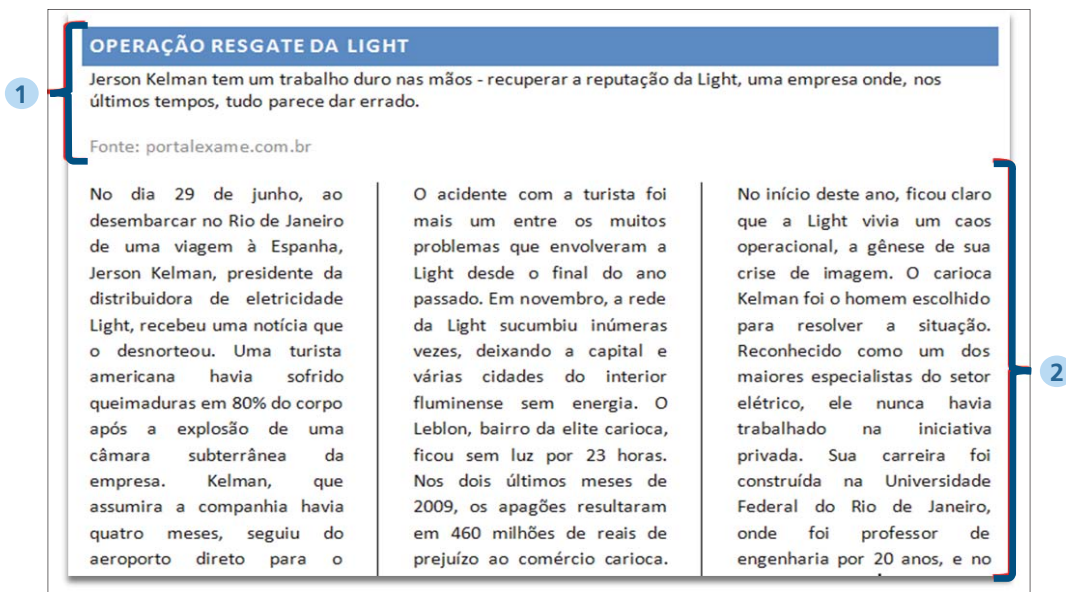 OPERAÇÃO RESGATE DA LIGHT
1
Jerson Kelman tem um trabalho duro nas mãos - recuperar a reputação da Light, uma empresa onde, nos
últimos tempos, tudo parece dar errado.
Fonte: portalexame.com.br
No dia 29 de junho, ao
desembarcar no Rio de Janeiro
de uma viagem à Espanha,
Jerson Kelman, presidente da
distribuidora de eletricidade
Light, recebeu uma notícia que
o desnorteou. Uma turista
americana havia sofrido
queimaduras em 80% do corpo
após a explosão de uma
câmara subterrânea da
empresa. Kelman, que
assumira a companhia havia
quatro meses, seguiu do
aeroporto direto para o
O acidente com a turista foi
mais um entre os muitos
problemas que envolveram a
Light desde o final do ano
passado. Em novembro, a rede
da Light sucumbiu inúmeras
vezes, deixando a capital e
várias cidades do interior
fluminense sem energia. O
Leblon, bairro da elite carioca,
ficou sem luz por 23 horas.
Nos dois últimos meses de
2009, os apagões resultaram
em 460 milhões de reais de
prejuízo ao comércio carioca.
No início deste ano, ficou claro
que a Light vivia um caos
operacional, a gênese de sua
crise de imagem. O carioca
Kelman foi o homem escolhido
para resolver a situação.
Reconhecido como um dos
maiores especialistas do setor
elétrico, ele nunca havia
trabalhado na iniciativa
privada. Sua carreira foi
construída na Universidade
Federal do Rio de Janeiro,
onde foi professor de
engenharia por 20 anos, e no
2